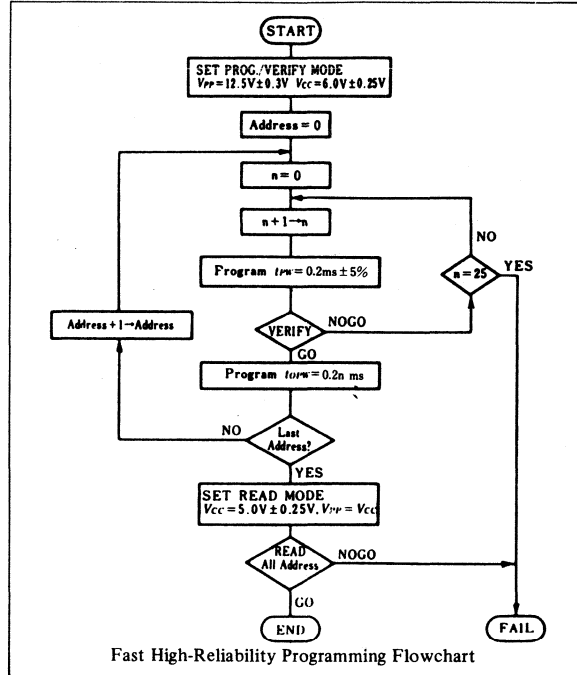 START
SET PROG./VERIFY MODE
VPP=12.5V±0.3V VCC=6.0V±0.25V
Address=0
n=0
n+1→n
NO
YES
Program tPW=0.2ms±5%
n=25
Address+1→Address
VERIFY
NOGO
GO
Program tOPW=0.2n ms
NO
Last
Address?
YES
SET READ MODE
VCC=5.0V±0.25V, VPP=VCC
READ
All Address
NOGO
GO
END
FAIL
Fast High-Reliability Programming Flowchart